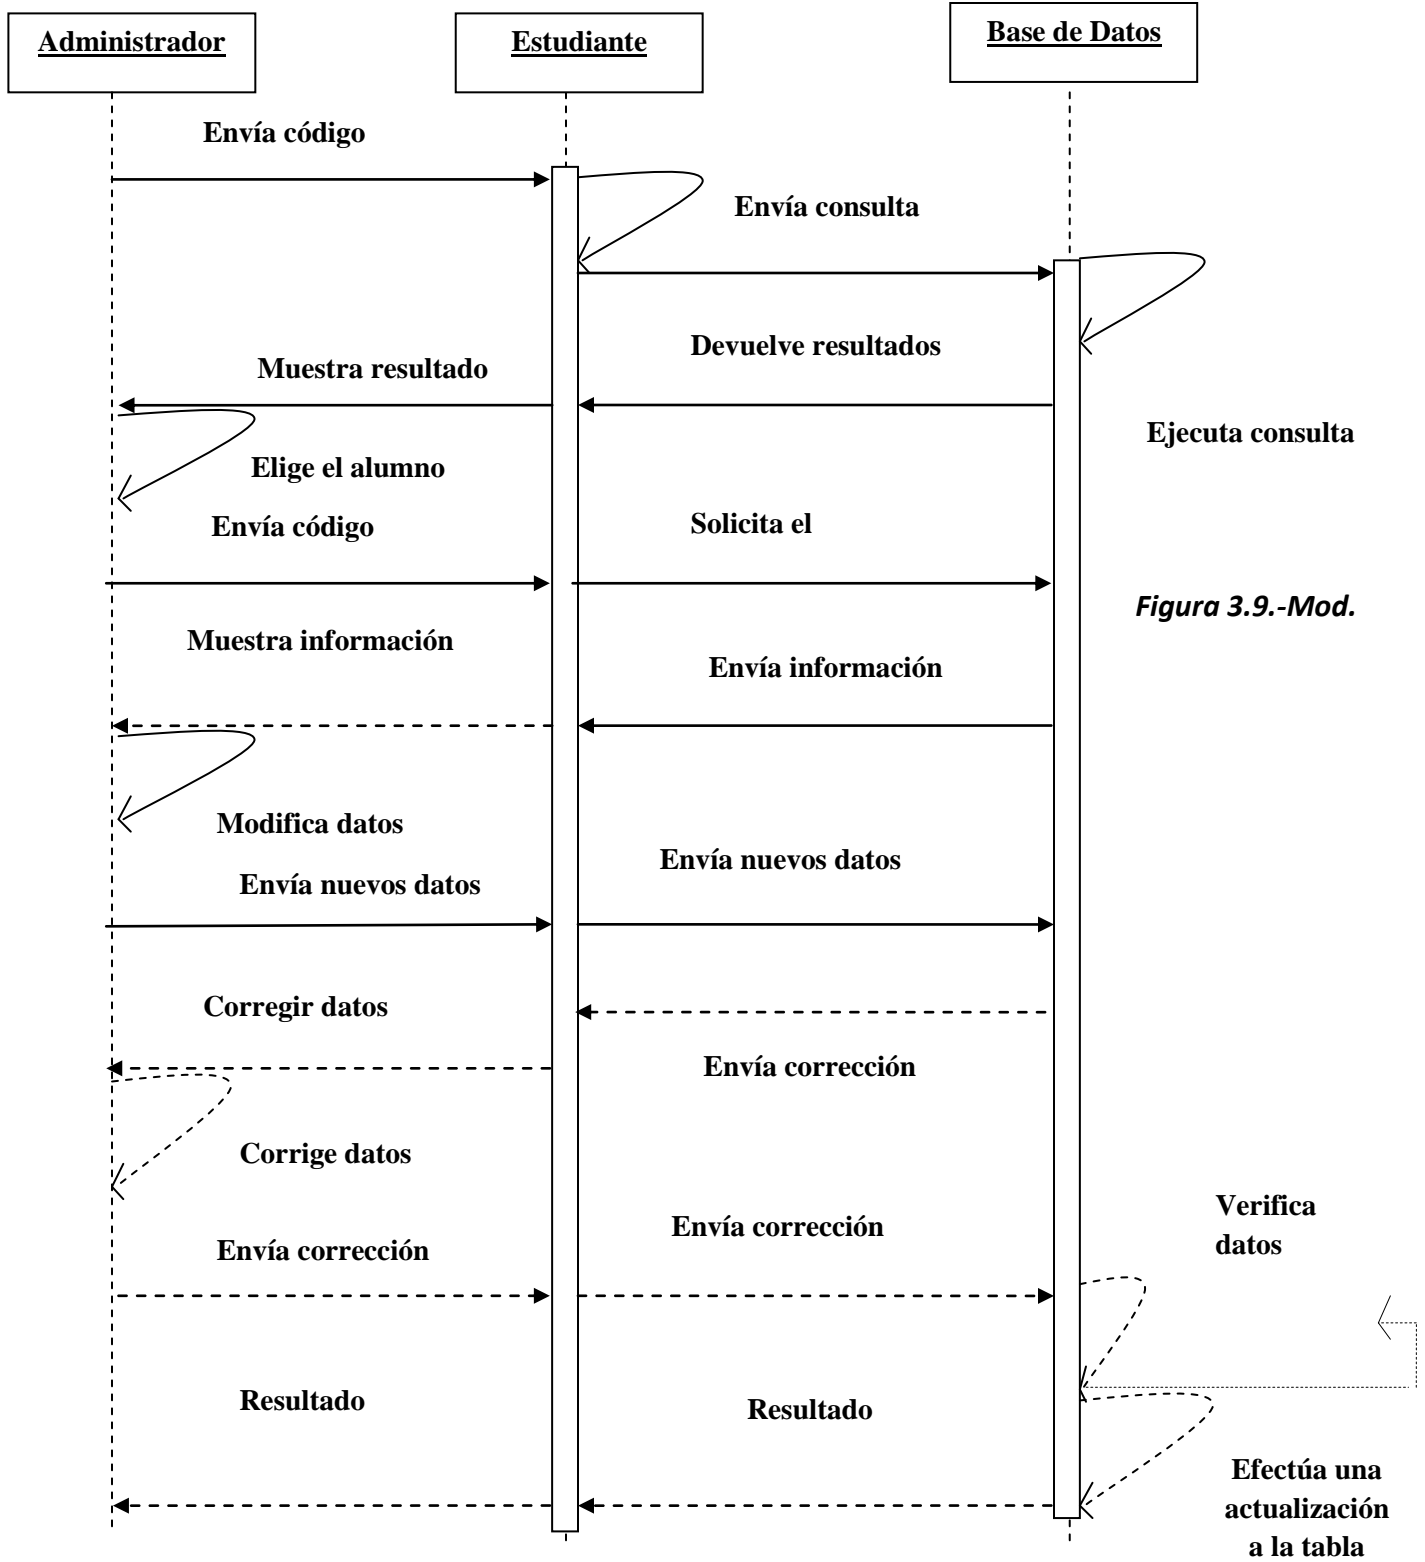 Administrador
Estudiante
Base de Datos
Envía código
Envía consulta
Devuelve resultados
Muestra resultado
Ejecuta consulta
Elige el alumno
Envía código
Solicita el
Figura 3.9.-Mod.
Muestra información
Envía información
Modifica datos
Envía nuevos datos
Envía nuevos datos
Corregir datos
Envía corrección
Corrige datos
Verifica
datos
Envía corrección
Envía corrección
Resultado
Resultado
Efectúa una
actualización
a la tabla